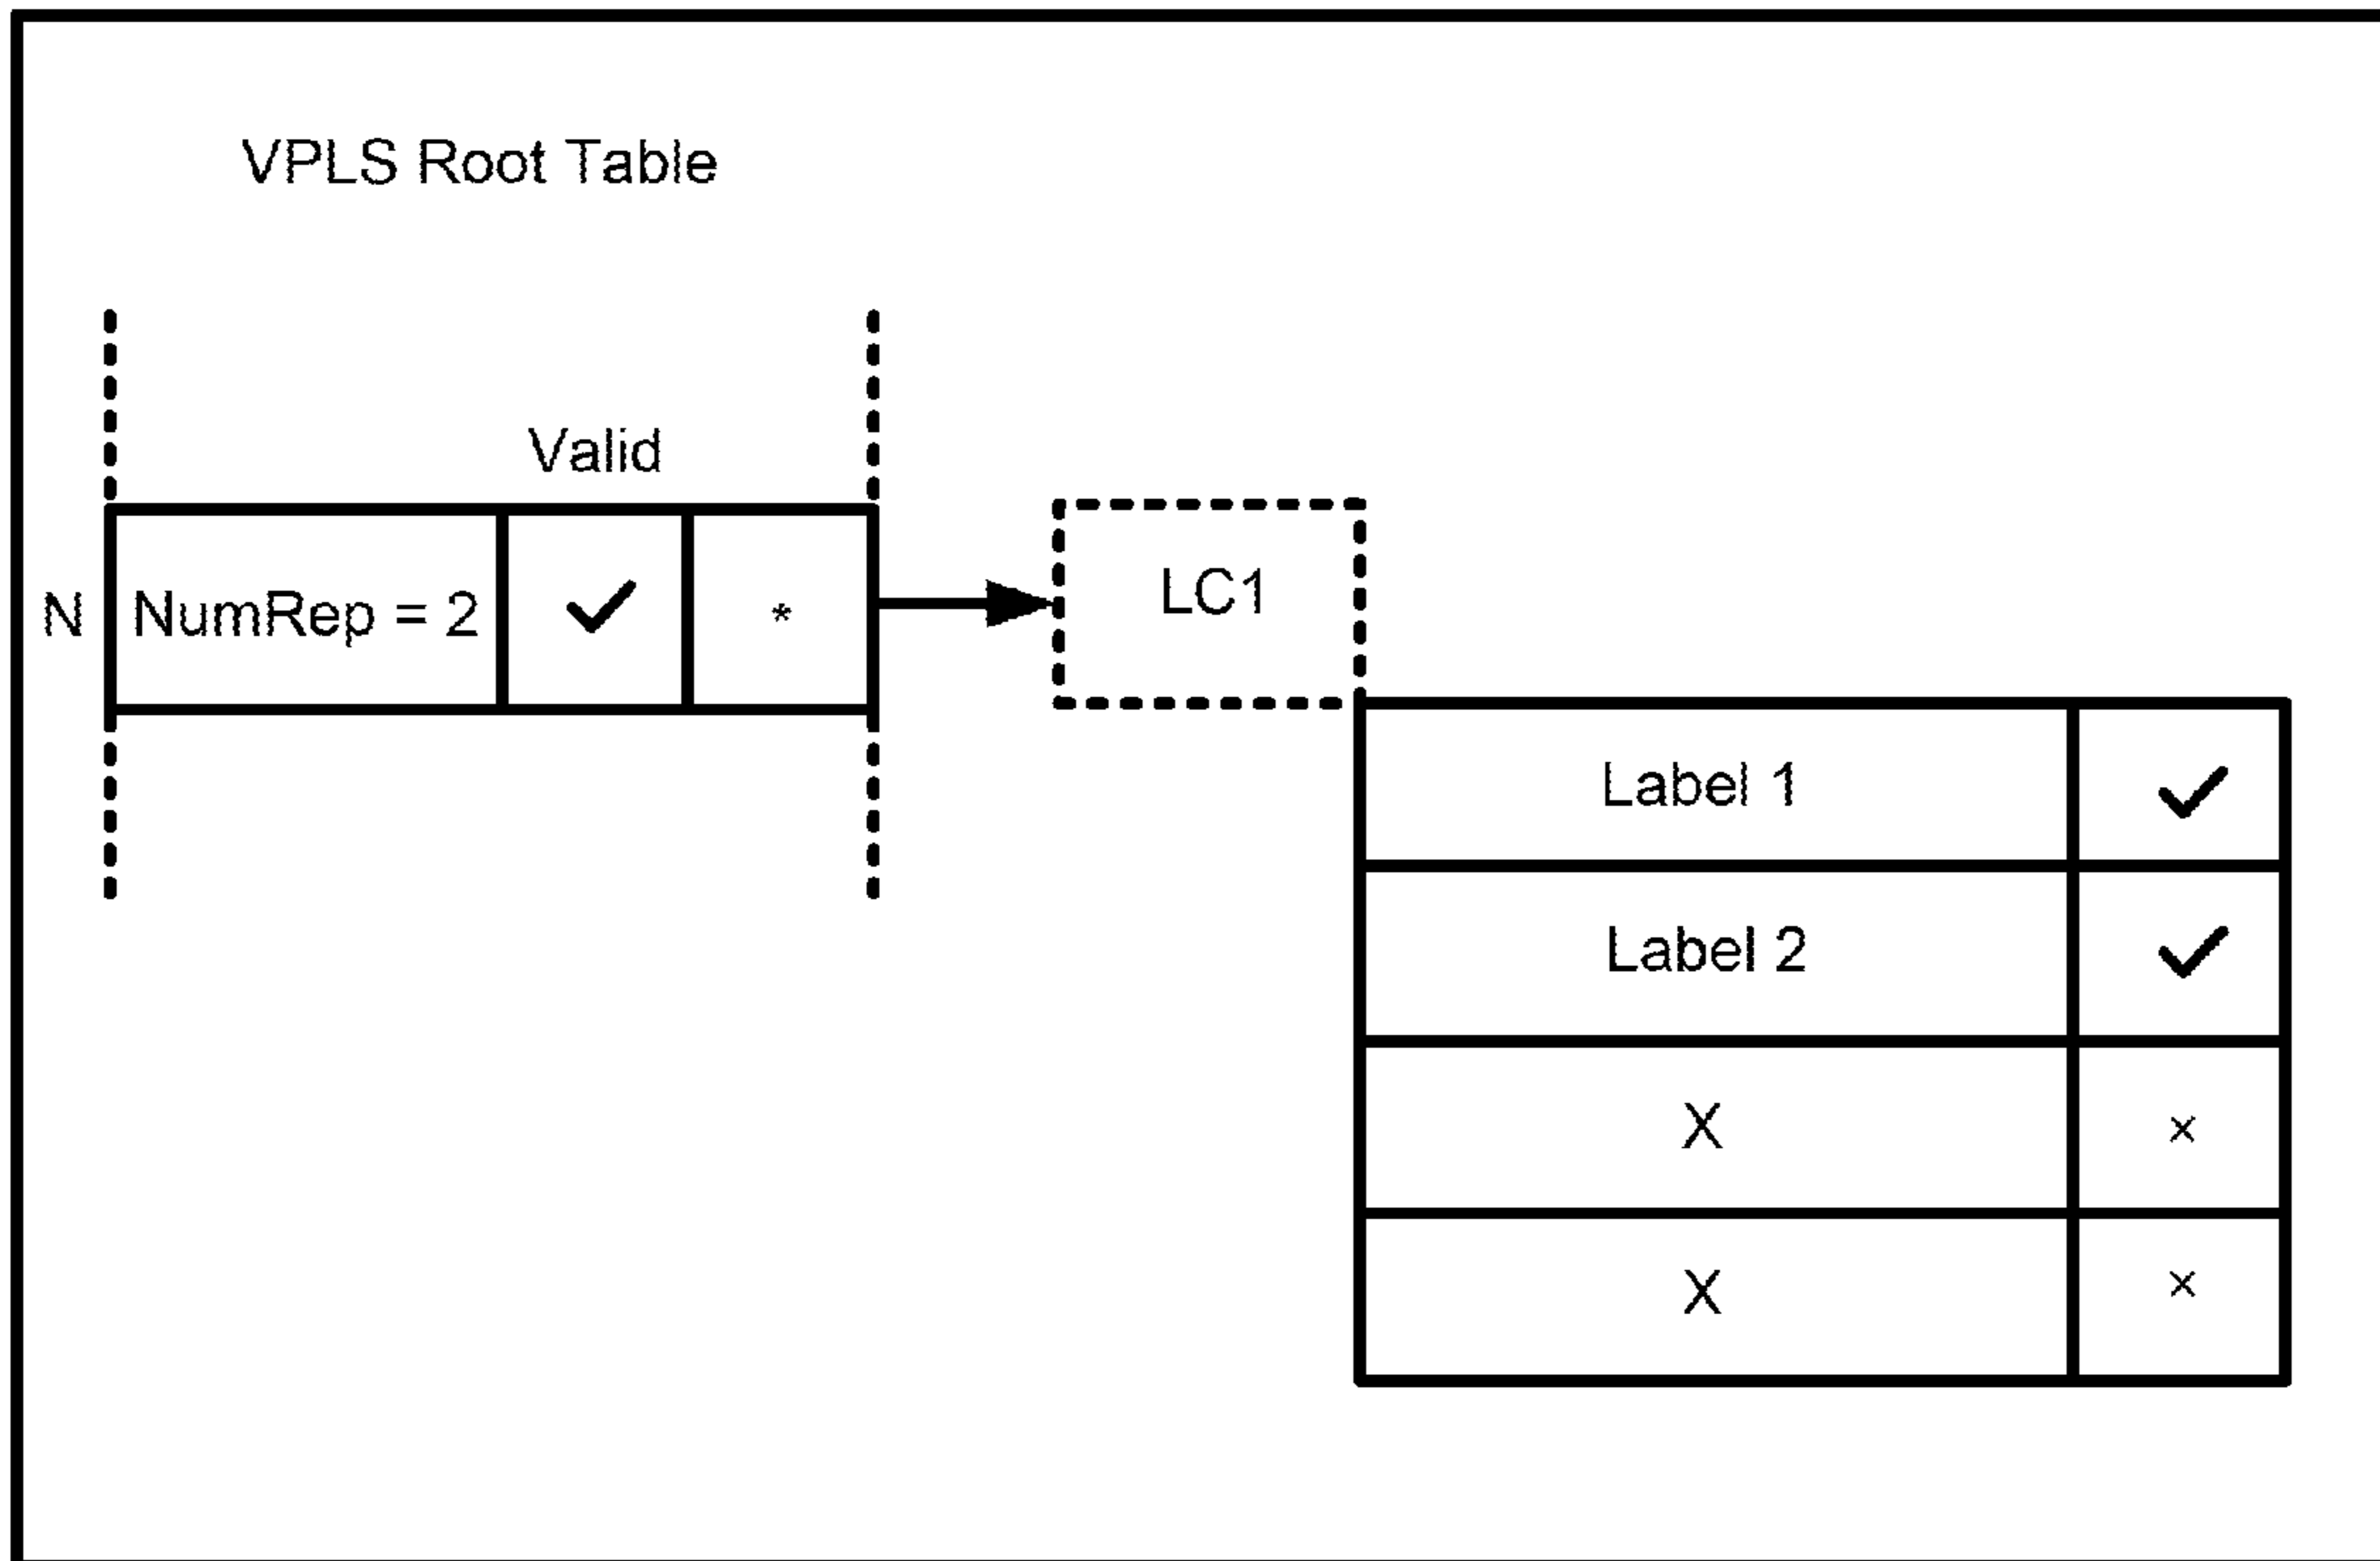 VPLS Root Table
Valid
N NumRep = 2 ✓ *
LC1
Label 1 ✓
Label 2 ✓
X ×
X ×